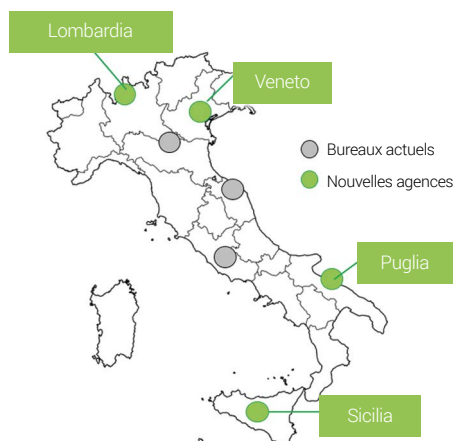 Lombardia
Veneto
Bureaux actuels
Nouvelles agences
Puglia
Sicilia